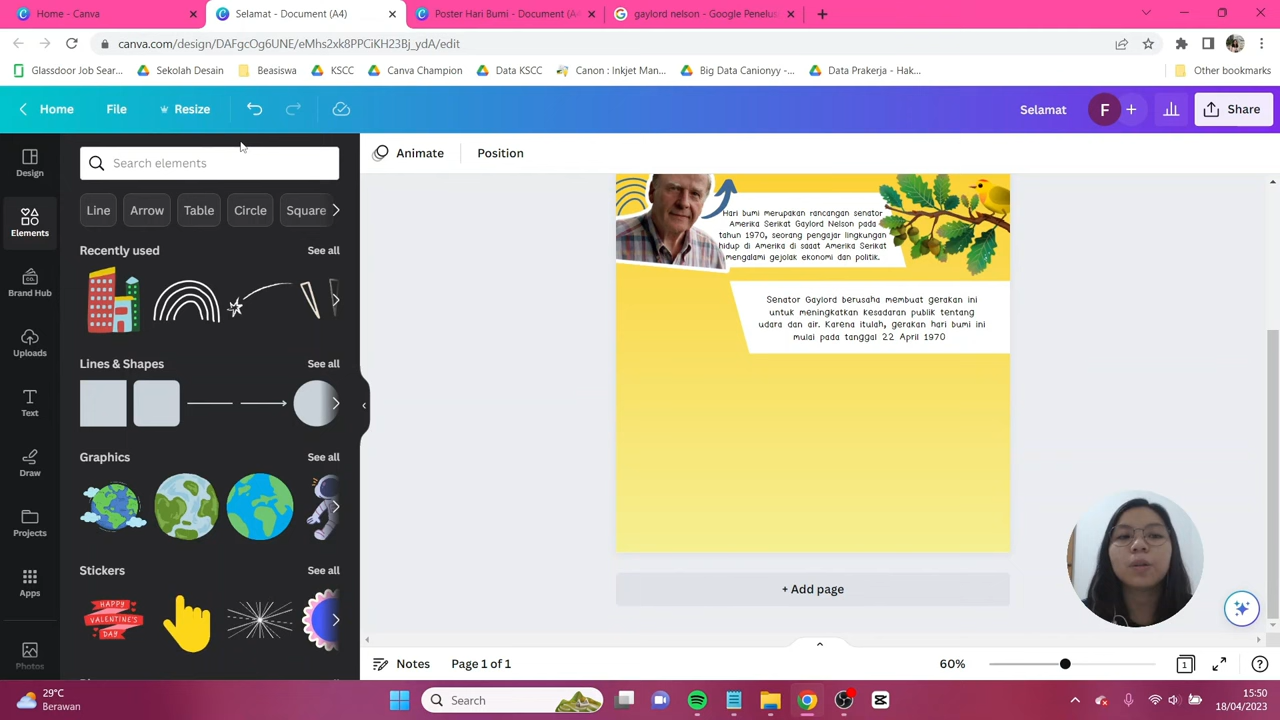 Home - Canva
Selamat - Document (A4)
Poster Hari Bumi - Document (A4
gaylord nelson - Google Penelus
canva.com/design/DAFgcOg6UNE/eMhs2xk8PPCiKH23Bj_ydA/edit
Glassdoor Job Sear...
Sekolah Desain
Beasiswa
KSCC
Canva Champion
Data KSCC
Canon : Inkjet Man...
Big Data Canionyy -...
Data Prakerja - Hak...
Other bookmarks
Home
File
Resize
Selamat
F
Share
Design
Elements
Brand Hub
Uploads
Text
Draw
Projects
Apps
Photos
Search elements
Line
Arrow
Table
Circle
Square
Recently used
See all
Lines & Shapes
See all
Graphics
See all
Stickers
See all
HAPPY
VALENTINE'S
DAY
Animate
Position
Hari bumi merupakan rancangan senator
Amerika Serikat Gaylord Nelson pada
tahun 1970, seorang pengajar lingkungan
hidup di Amerika di saaat Amerika Serikat
mengalami gejolak ekonomi dan politik.
Senator Gaylord berusaha membuat gerakan ini
untuk meningkatkan kesadaran publik tentang
udara dan air. Karena itulah, gerakan hari bumi ini
mulai pada tanggal 22 April 1970
+ Add page
Notes
Page 1 of 1
60%
1
29°C
Berawan
Search
15:50
18/04/2023